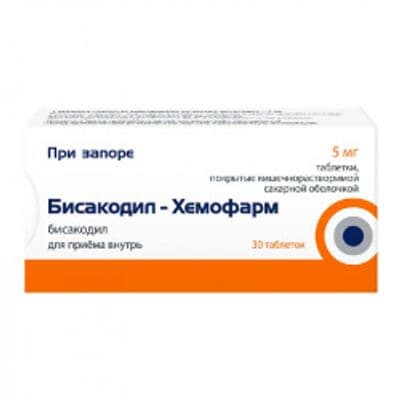 При запоре
5 мг
таблетки,
покрытые кишечнорастворимой
сахарной оболочкой
Бисакодил - Хемофарм
бисакодил
для приёма внутрь
30 таблеток